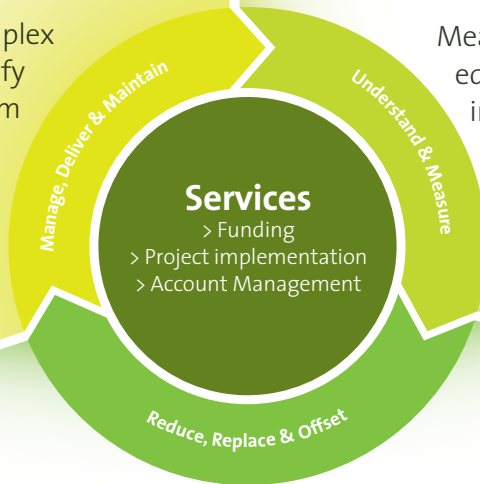 plex
fy
m
Mea
ec
in
Manage, Deliver & Maintain
Understand & Measure
Services
> Funding
> Project implementation
> Account Management
Reduce, Replace & Offset